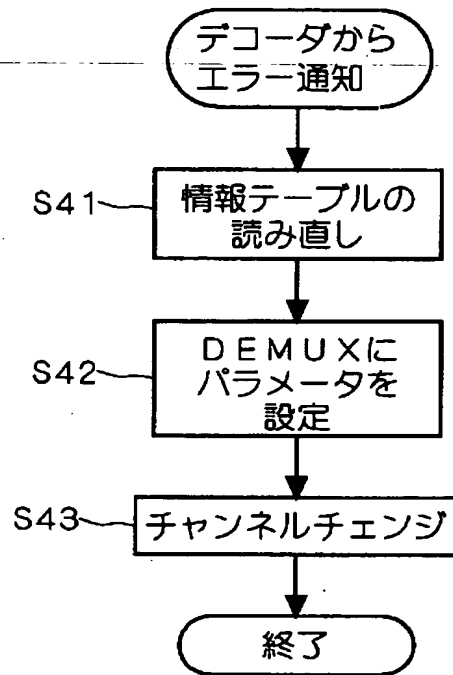 デコーダから
エラー通知
S41
情報テーブルの
読み直し
S42
DEMUXに
パラメータを
設定
S43
チャンネルチェンジ
終了